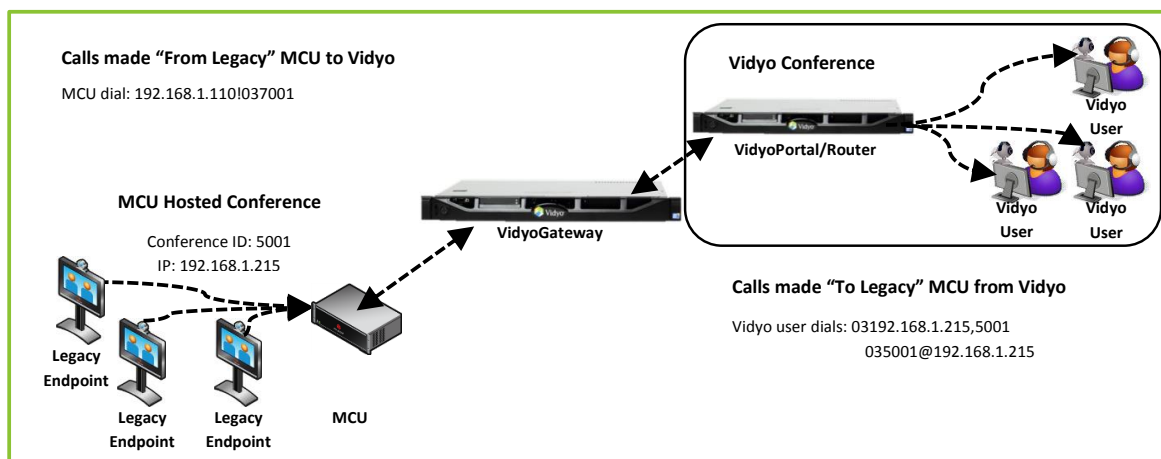 Calls made “From Legacy” MCU to Vidyo
MCU dial: 192.168.1.110!037001
Vidyo Conference
Vidyo
User
Vidyo
VidyoPortal/Router
Vidyo
User
Vidyo
User
MCU Hosted Conference
Conference ID: 5001
IP: 192.168.1.215
Vidyo
VidyoGateway
Legacy
Endpoint
Legacy
Endpoint
Legacy
Endpoint
MCU
Calls made “To Legacy” MCU from Vidyo
Vidyo user dials: 03192.168.1.215,5001
035001@192.168.1.215